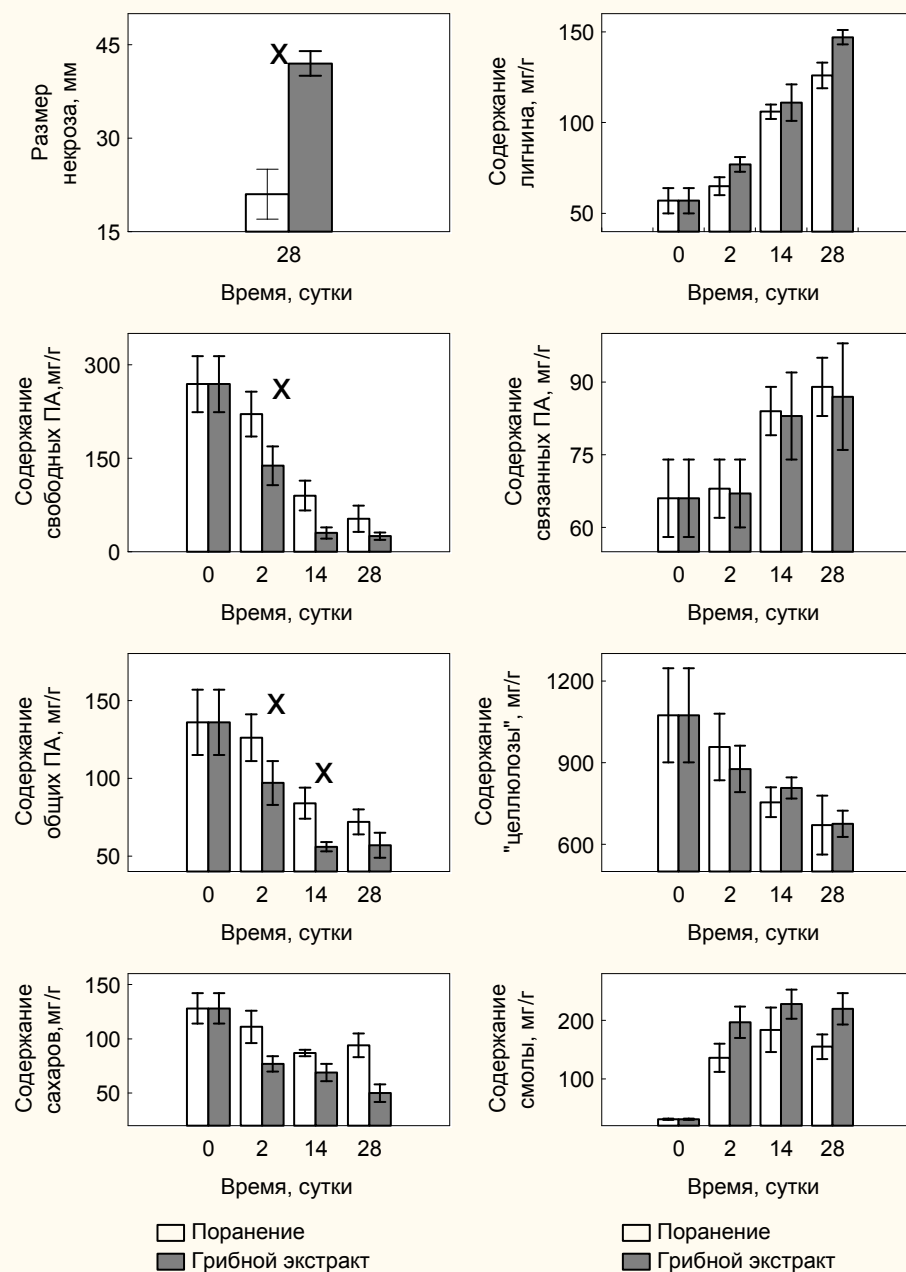 Размер
некроза, мм
45
30
15
X
28
Время, сутки
Содержание
лигнина, мг/г
150
100
50
0 2 14 28
Время, сутки
Содержание
свободных ПА,мг/г
300
150
0
X
0 2 14 28
Время, сутки
Содержание
связанных ПА, мг/г
90
75
60
0 2 14 28
Время, сутки
Содержание
общих ПА, мг/г
150
100
50
X
X
0 2 14 28
Время, сутки
Содержание
"целлюлозы", мг/г
1200
900
600
0 2 14 28
Время, сутки
Содержание
сахаров,мг/г
150
100
50
0 2 14 28
Время, сутки
Содержание
смолы, мг/г
200
100
0 2 14 28
Время, сутки
Поранение
Грибной экстракт
Поранение
Грибной экстракт